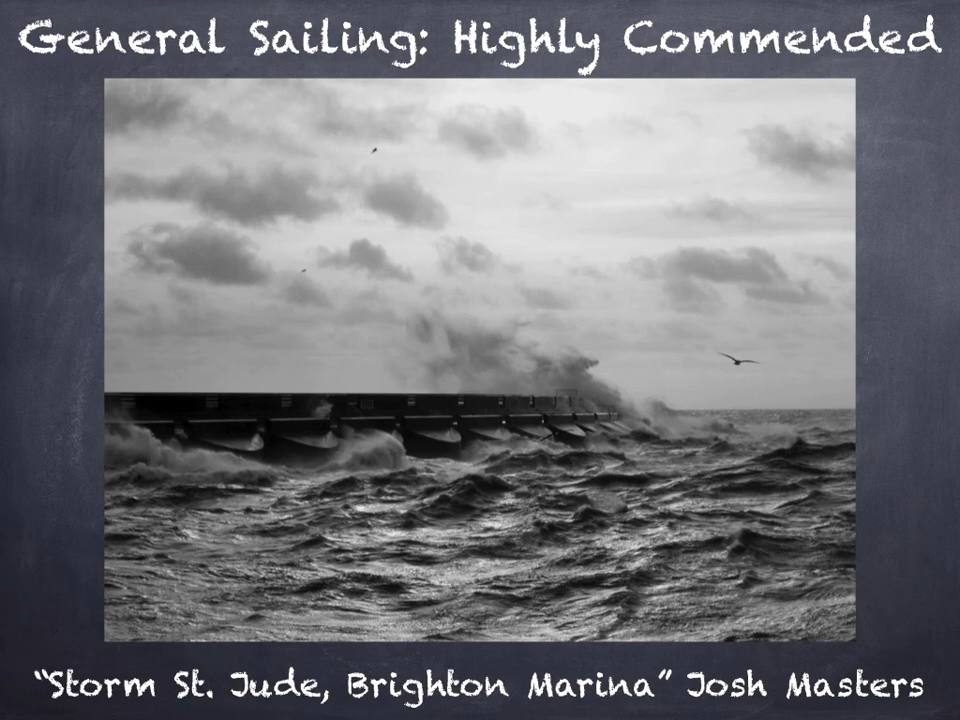 General Sailing: Highly Commended
“Storm St. Jude, Brighton Marina” Josh Masters